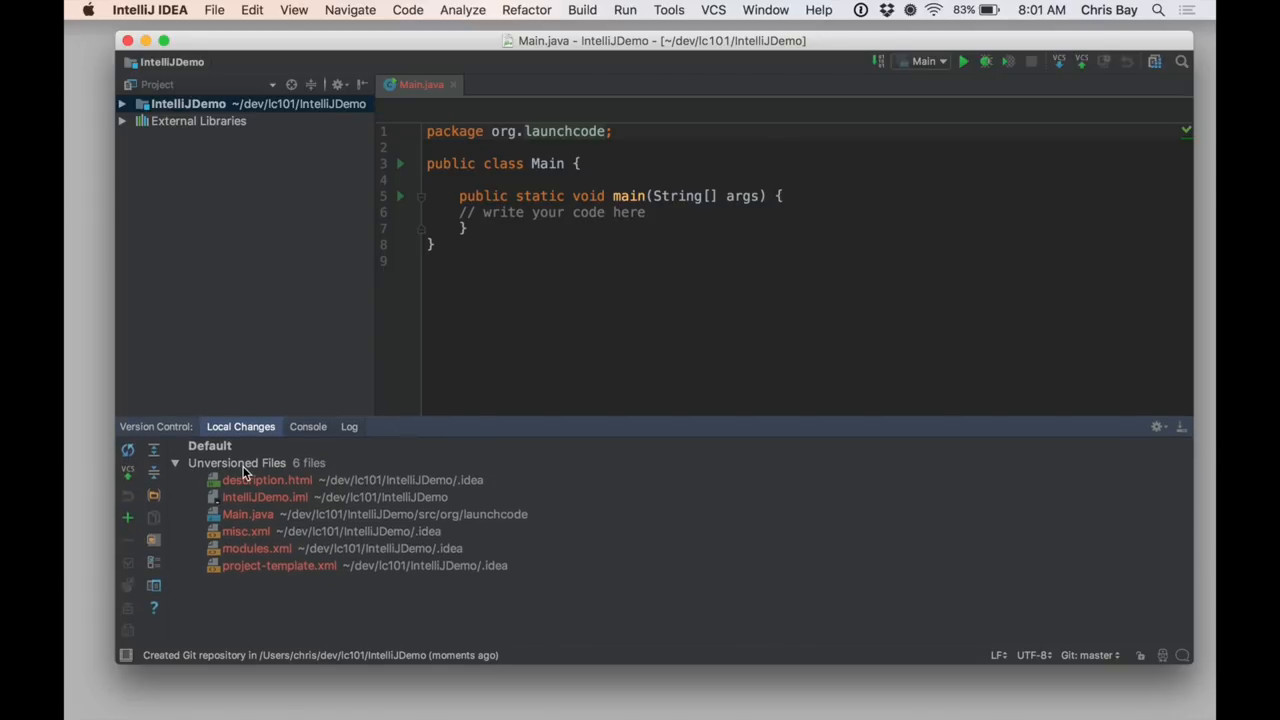 IntelliJ IDEA File Edit View Navigate Code Analyze Refactor Build Run Tools VCS Window Help 83% 8:01 AM Chris Bay
Main.java - IntelliJDemo - [~/dev/lc101/IntelliJDemo]
IntelliJDemo Main VCS VCS
Project Main.java
IntelliJDemo ~/dev/lc101/IntelliJDemo
External Libraries
1 package org.launchcode;
2
3 public class Main {
4
5 public static void main(String[] args) {
6 // write your code here
7 }
8 }
9
Version Control: Local Changes Console Log
Default
Unversioned Files 6 files
description.html ~/dev/lc101/IntelliJDemo/.idea
IntelliJDemo.iml ~/dev/lc101/IntelliJDemo
Main.java ~/dev/lc101/IntelliJDemo/src/org/launchcode
misc.xml ~/dev/lc101/IntelliJDemo/.idea
modules.xml ~/dev/lc101/IntelliJDemo/.idea
project-template.xml ~/dev/lc101/IntelliJDemo/.idea
VCS
?
Created Git repository in /Users/chris/dev/lc101/IntelliJDemo (moments ago) LF UTF-8 Git: master